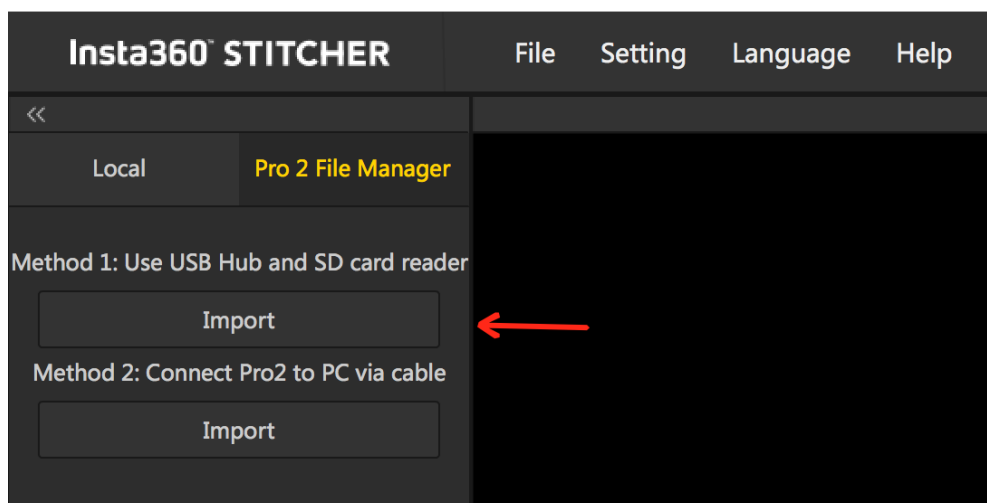 Insta360™ STITCHER File Setting Language Help
Local Pro 2 File Manager
Method 1: Use USB Hub and SD card reader
Import
Method 2: Connect Pro2 to PC via cable
Import